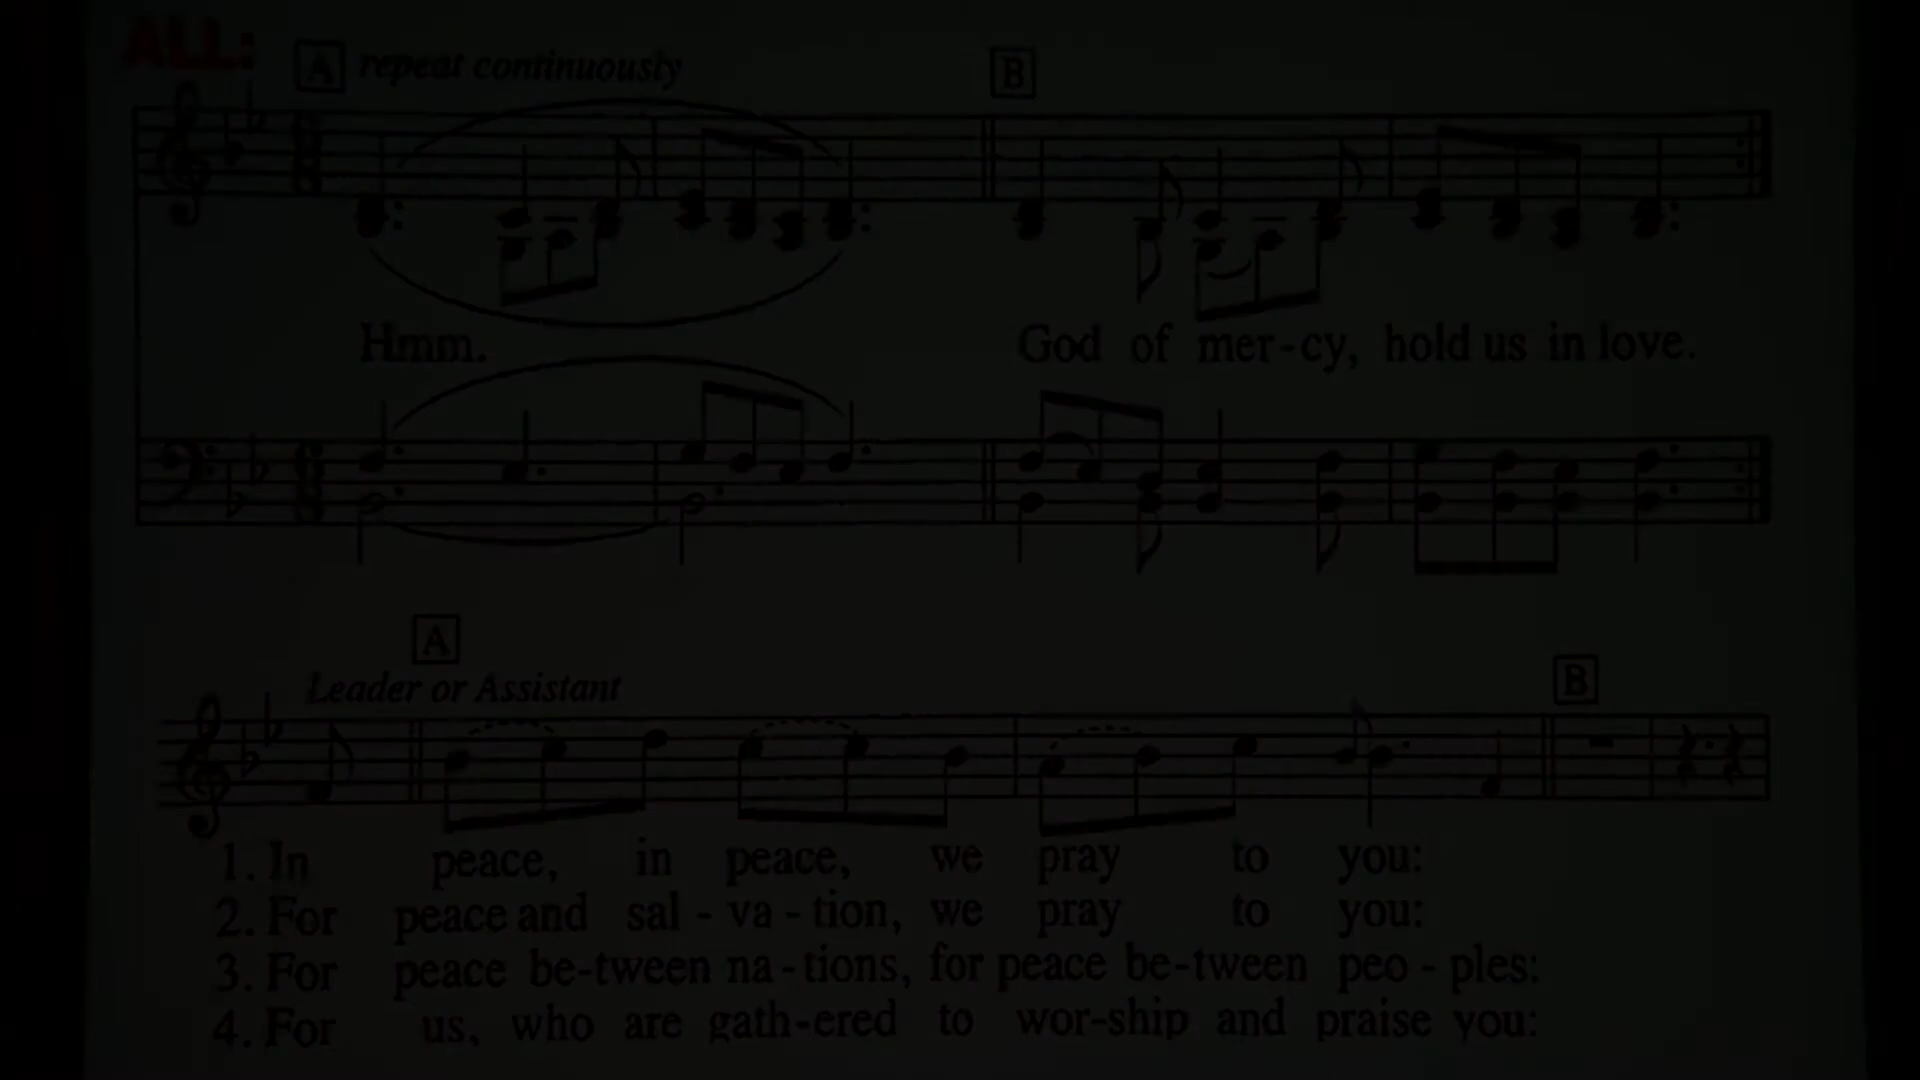 ALL:
A repeat continuously B
Hmm. God of mer-cy, hold us in love.
A
Leader or Assistant B
1. In peace, in peace, we pray to you:
2. For peace and sal - va - tion, we pray to you:
3. For peace be-tween na - tions, for peace be-tween peo - ples:
4. For us, who are gath-ered to wor-ship and praise you: